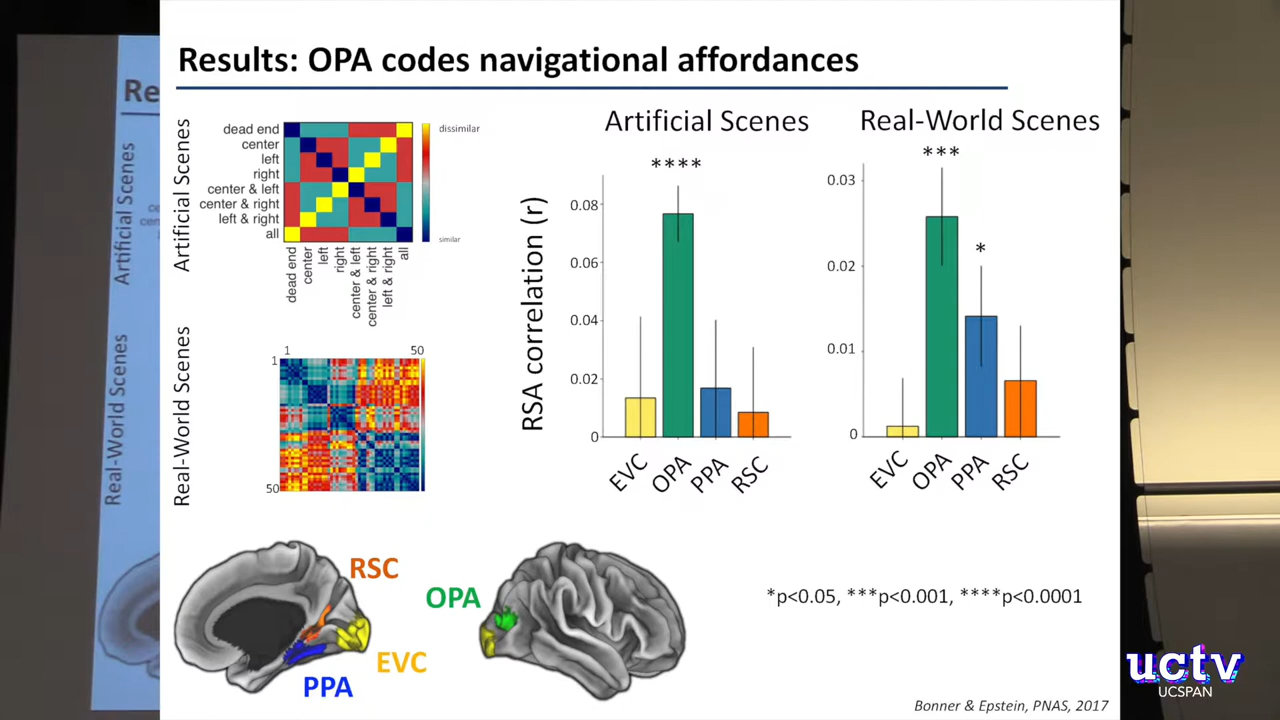 Results: OPA codes navigational affordances
Artificial Scenes
dead end
center
left
right
center & left
center & right
left & right
all
dissimilar
similar
dead end
center
left
right
center & left
center & right
left & right
all
Real-World Scenes
1
50
1
50
Artificial Scenes
****
RSA correlation (r)
0.08
0.06
0.04
0.02
0
EVC
OPA
PPA
RSC
Real-World Scenes
***
*
0.03
0.02
0.01
0
EVC
OPA
PPA
RSC
RSC
OPA
EVC
PPA
*p<0.05, ***p<0.001, ****p<0.0001
Bonner & Epstein, PNAS, 2017
uctv
UCSPAN
Re
Artificial Scenes
ce
cen
Real-World Scenes